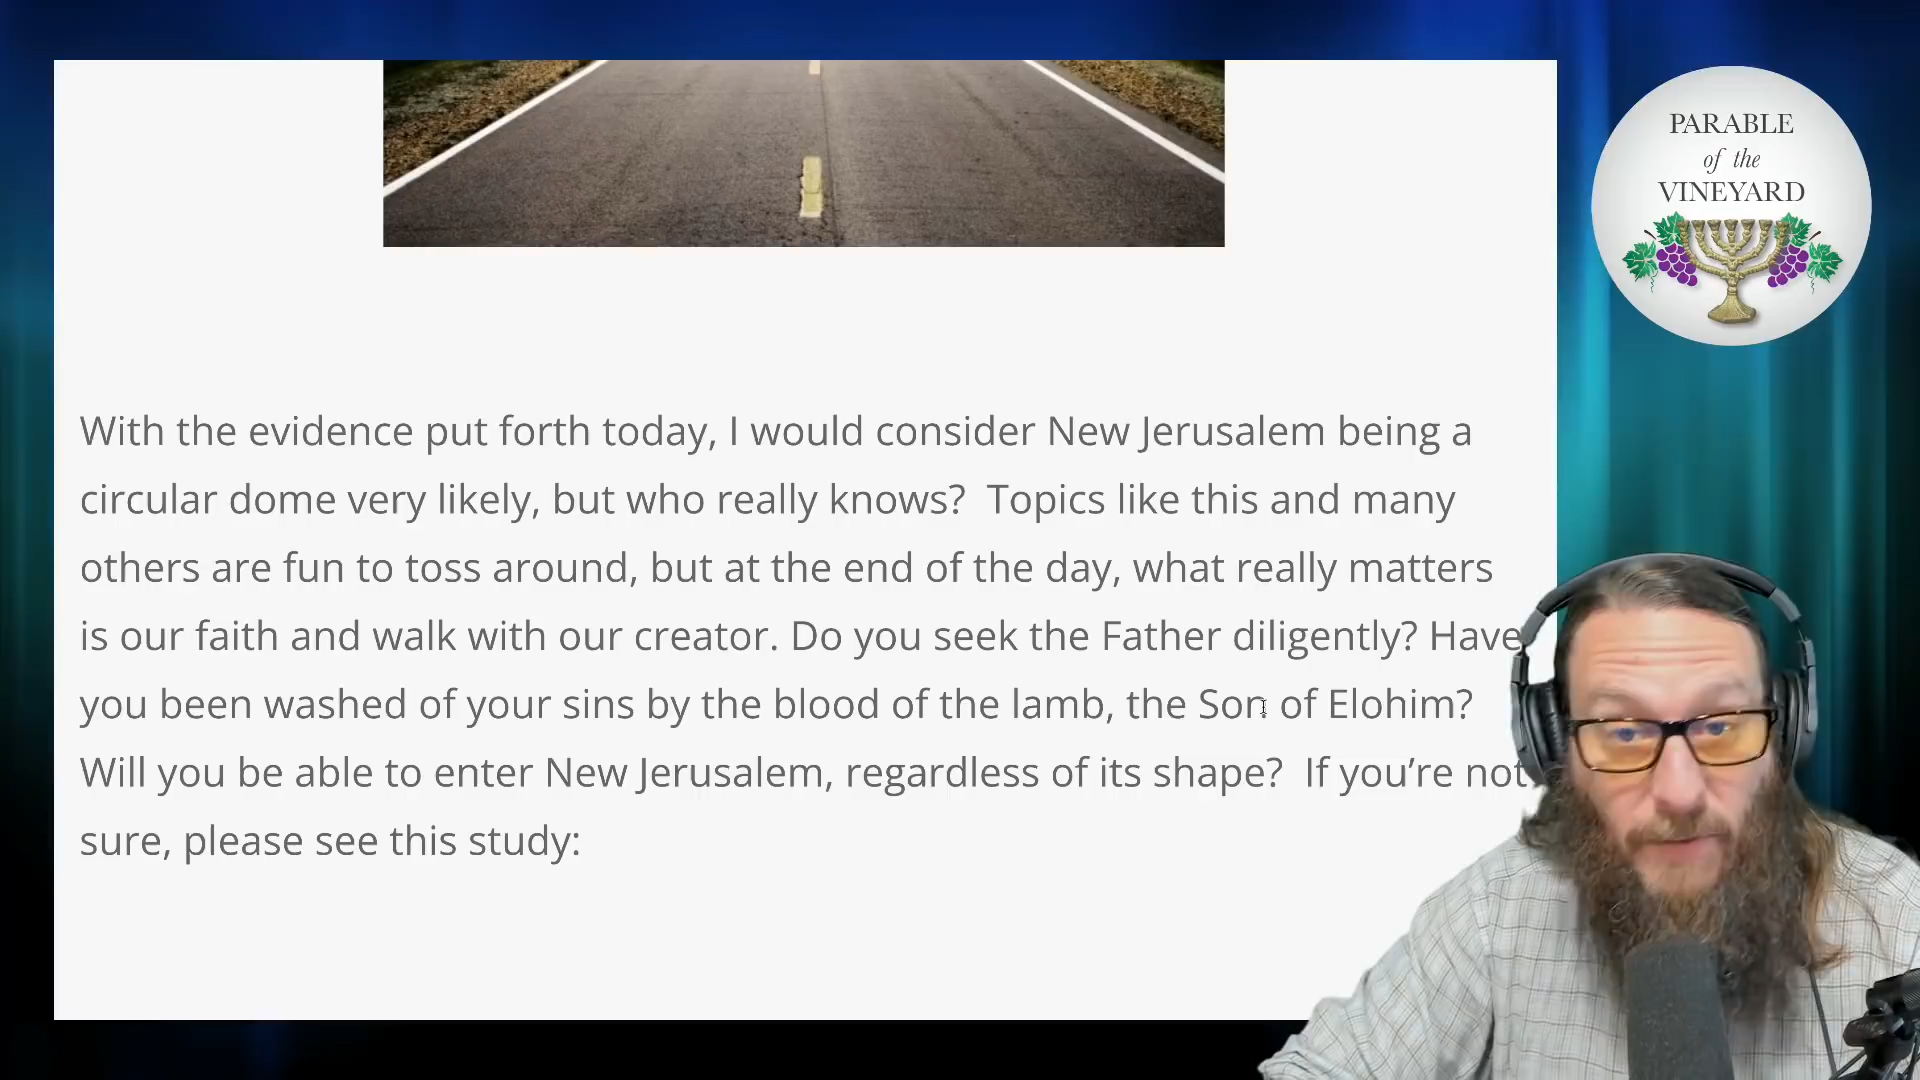 PARABLE
of the
VINEYARD
With the evidence put forth today, I would consider New Jerusalem being a
circular dome very likely, but who really knows?  Topics like this and many
others are fun to toss around, but at the end of the day, what really matters
is our faith and walk with our creator. Do you seek the Father diligently? Have
you been washed of your sins by the blood of the lamb, the Son of Elohim?
Will you be able to enter New Jerusalem, regardless of its shape?  If you’re not
sure, please see this study: